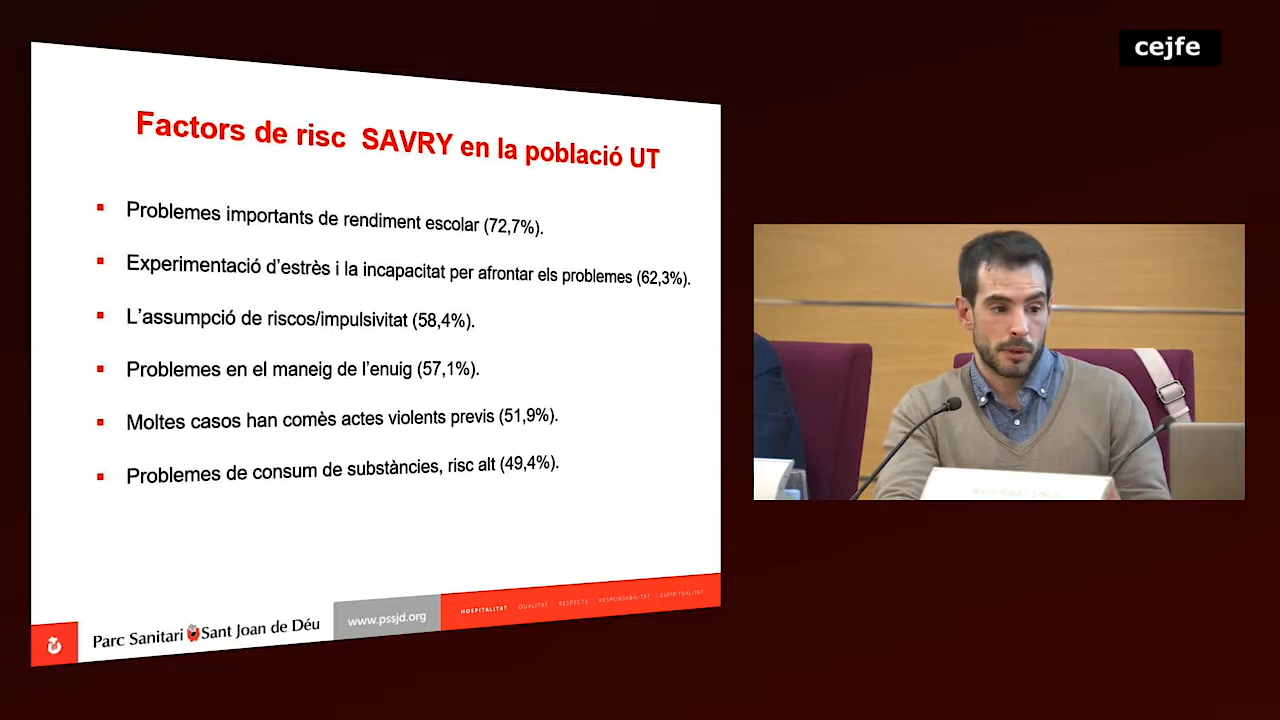 cejfe
Factors de risc SAVRY en la població UT
Problemes importants de rendiment escolar (72,7%).
Experimentació d'estrès i la incapacitat per afrontar els problemes (62,3%).
L'assumpció de riscos/impulsivitat (58,4%).
Problemes en el maneig de l'enuig (57,1%).
Moltes casos han comès actes violents previs (51,9%).
Problemes de consum de substàncies, risc alt (49,4%).
Parc Sanitari Sant Joan de Déu
www.pssjd.org
HOSPITALITAT QUALITAT RESPECTE RESPONSABILITAT ESPIRITUALITAT